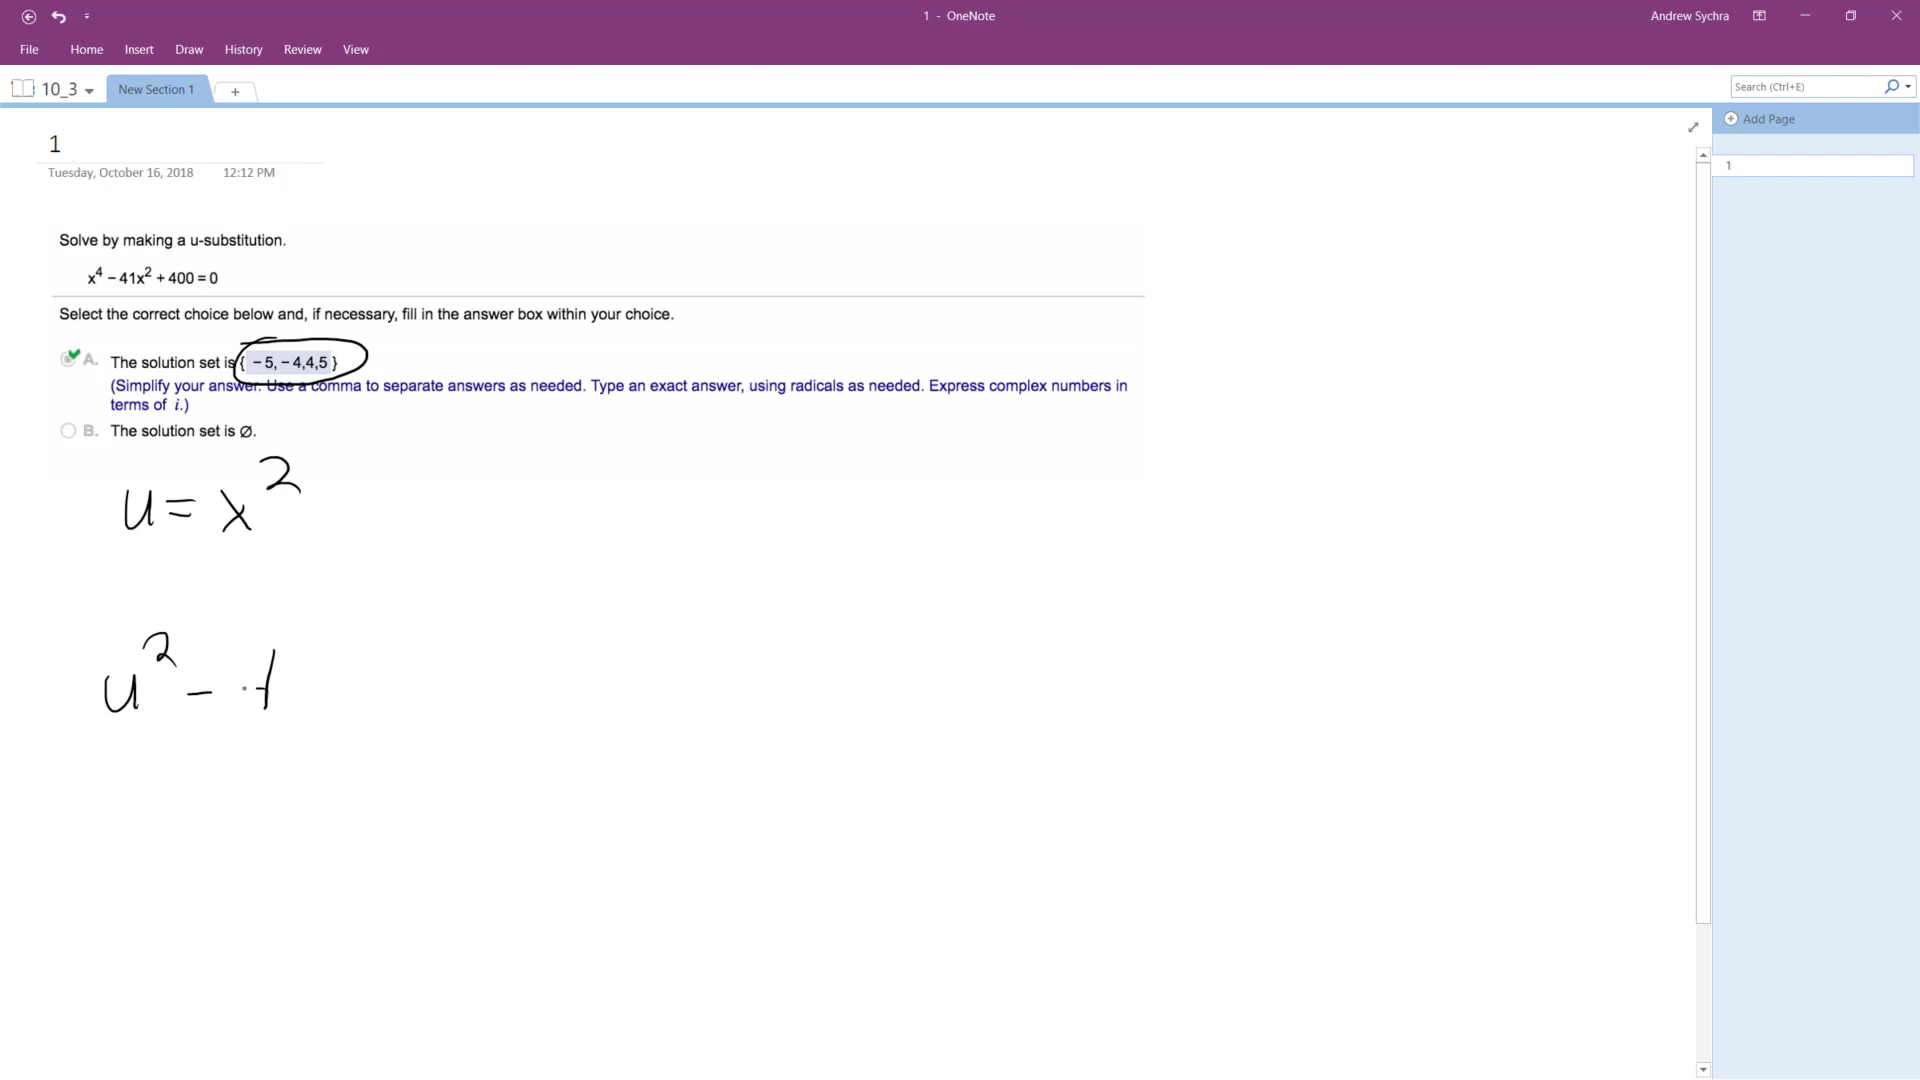 1 - OneNote
Andrew Sychra
File Home Insert Draw History Review View
10_3 New Section 1 +
Search (Ctrl+E)
Add Page
1
1
Tuesday, October 16, 2018 12:12 PM
Solve by making a u-substitution.
x⁴ − 41x² + 400 = 0
Select the correct choice below and, if necessary, fill in the answer box within your choice.
A. The solution set is { − 5, − 4,4,5 }
(Simplify your answer. Use a comma to separate answers as needed. Type an exact answer, using radicals as needed. Express complex numbers in
terms of i.)
B. The solution set is ∅.
u = x²
u² −